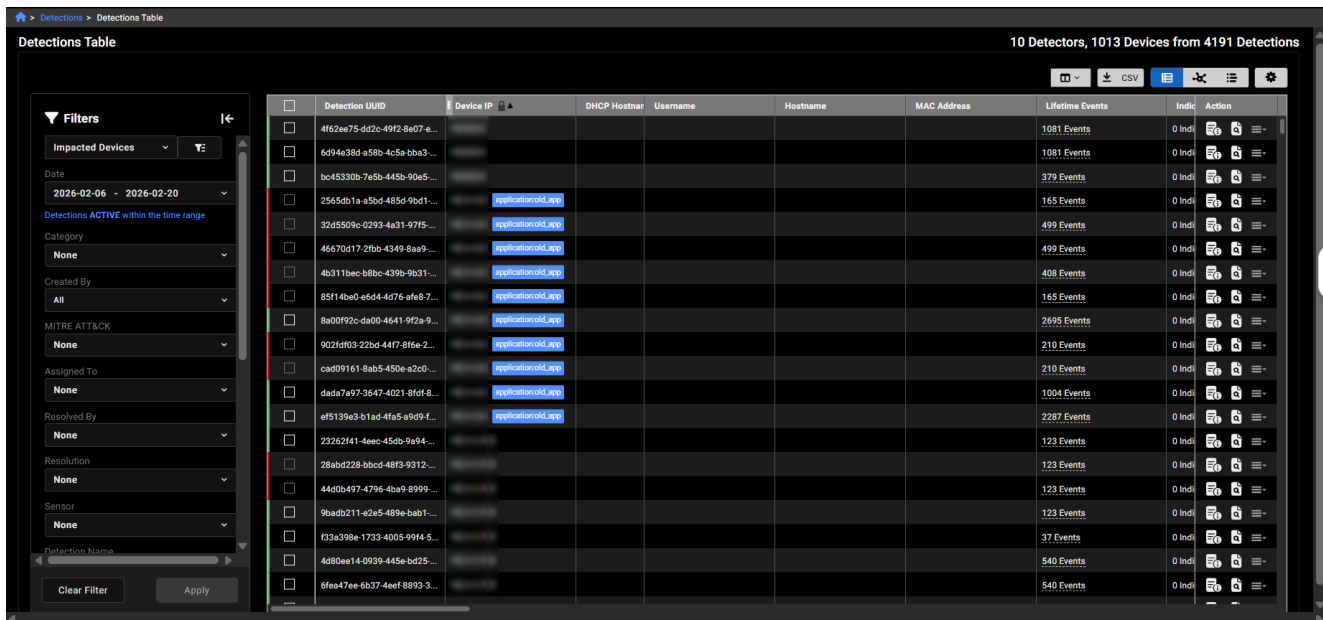 > Detections > Detections Table
Detections Table
10 Detectors, 1013 Devices from 4191 Detections
CSV
Filters
Impacted Devices
Date
2026-02-06 - 2026-02-20
Detections ACTIVE within the time range
Category
None
Created By
All
MITRE ATT&CK
None
Assigned To
None
Resolved By
None
Resolution
None
Sensor
None
Detection Name
Clear Filter
Apply
Detection UUID Device IP DHCP Hostnar Username Hostname MAC Address Lifetime Events Indic Action
4f62ee75-dd2c-49f2-8e07-e... 1081 Events 0 Indi
6d94e38d-a58b-4c5a-bba3-... 1081 Events 0 Indi
bc45330b-7e5b-445b-90e5-... 379 Events 0 Indi
2565db1a-a5bd-485d-9bd1-... application:old_app 165 Events 0 Indi
32d5509c-0293-4a31-97f5-... application:old_app 499 Events 0 Indi
46670d17-2fbb-4349-8aa9-... application:old_app 499 Events 0 Indi
4b311bec-b8bc-439b-9b31-... application:old_app 408 Events 0 Indi
85f14be0-e6d4-4d76-afe8-7... application:old_app 165 Events 0 Indi
8a00f92c-da00-4641-9f2a-9... application:old_app 2695 Events 0 Indi
902fdf03-22bd-44f7-8f6e-2... application:old_app 210 Events 0 Indi
cad09161-8ab5-450e-a2c0-... application:old_app 210 Events 0 Indi
dada7a97-3647-4021-8fdf-8... application:old_app 1004 Events 0 Indi
ef5139e3-b1ad-4fa5-a9d9-f... application:old_app 2287 Events 0 Indi
23262f41-4eec-45db-9a94-... 123 Events 0 Indi
28abd228-bbcd-48f3-9312-... 123 Events 0 Indi
44d0b497-4796-4ba9-8999-... 123 Events 0 Indi
9badb211-e2e5-489e-bab1-... 123 Events 0 Indi
f33a398e-1733-4005-99f4-5... 37 Events 0 Indi
4d80ee14-0939-445e-bd25-... 540 Events 0 Indi
6fea47ee-6b37-4eef-8893-3... 540 Events 0 Indi